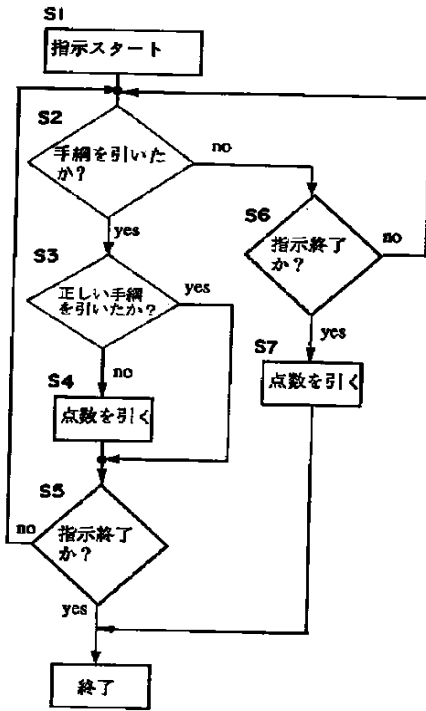 S1
指示スタート
S2
手綱を引いた
か？
no
yes
S3
正しい手綱
を引いたか？
yes
no
S4
点数を引く
S5
指示終了
か？
no
yes
S6
指示終了
か？
no
yes
S7
点数を引く
終了